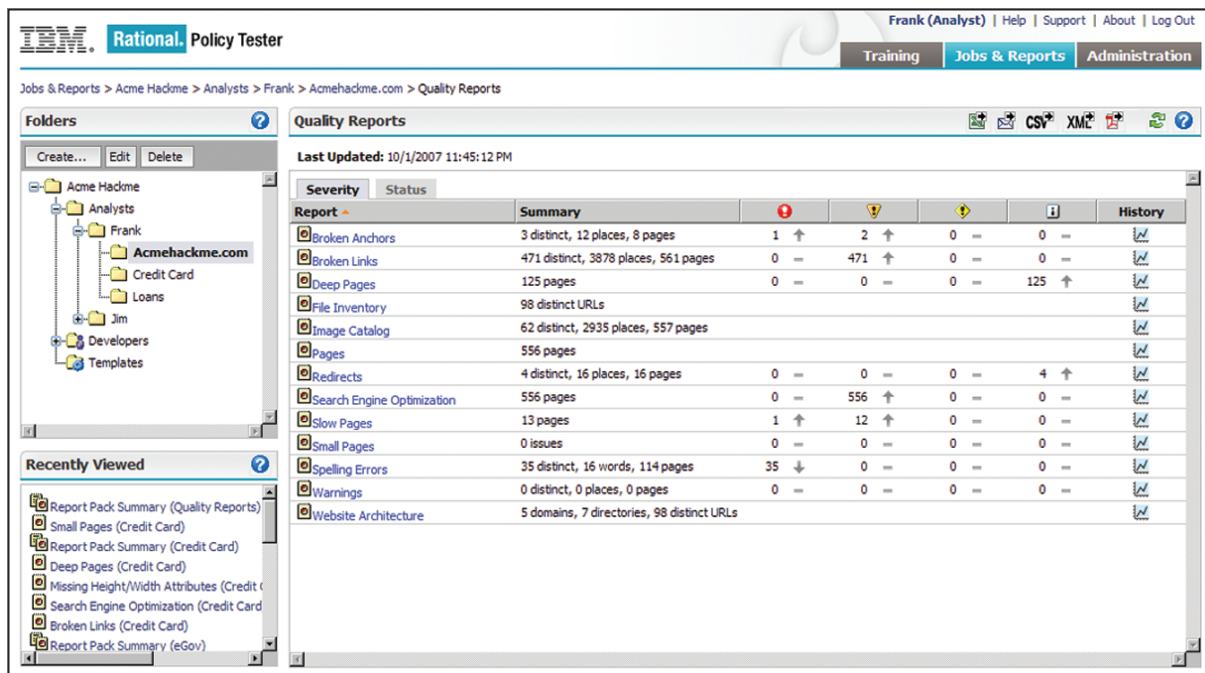 Frank (Analyst) | Help | Support | About | Log Out
IBM. Rational. Policy Tester
Training Jobs & Reports Administration
Jobs & Reports > Acme Hackme > Analysts > Frank > Acmehackme.com > Quality Reports
Folders
Create... Edit Delete
Acme Hackme
Analysts
Frank
Acmehackme.com
Credit Card
Loans
Jim
Developers
Templates
Recently Viewed
Report Pack Summary (Quality Reports)
Small Pages (Credit Card)
Report Pack Summary (Credit Card)
Deep Pages (Credit Card)
Missing Height/Width Attributes (Credit
Search Engine Optimization (Credit Card
Broken Links (Credit Card)
Report Pack Summary (eGov)
Quality Reports CSV XML
Last Updated: 10/1/2007 11:45:12 PM
Severity Status
Report Summary History
Broken Anchors 3 distinct, 12 places, 8 pages 1 2 0 0
Broken Links 471 distinct, 3878 places, 561 pages 0 471 0 0
Deep Pages 125 pages 0 0 0 125
File Inventory 98 distinct URLs
Image Catalog 62 distinct, 2935 places, 557 pages
Pages 556 pages
Redirects 4 distinct, 16 places, 16 pages 0 0 0 4
Search Engine Optimization 556 pages 0 556 0 0
Slow Pages 13 pages 1 12 0 0
Small Pages 0 issues 0 0 0 0
Spelling Errors 35 distinct, 16 words, 114 pages 35 0 0 0
Warnings 0 distinct, 0 places, 0 pages 0 0 0 0
Website Architecture 5 domains, 7 directories, 98 distinct URLs